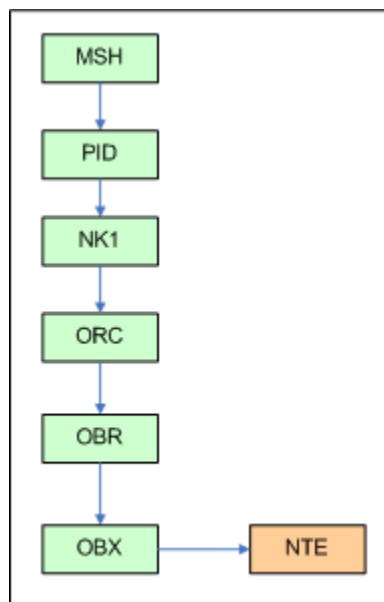 MSH
PID
NK1
ORC
OBR
OBX
NTE